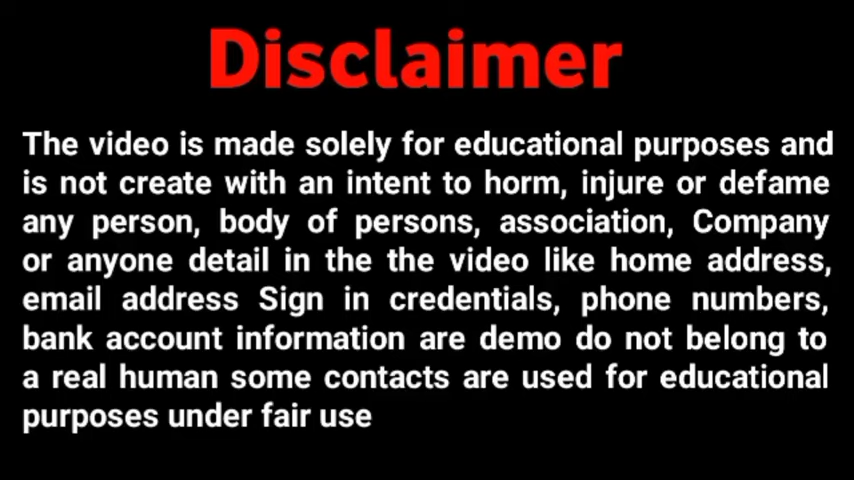 Disclaimer
The video is made solely for educational purposes and
is not create with an intent to horm, injure or defame
any person, body of persons, association, Company
or anyone detail in the the video like home address,
email address Sign in credentials, phone numbers,
bank account information are demo do not belong to
a real human some contacts are used for educational
purposes under fair use